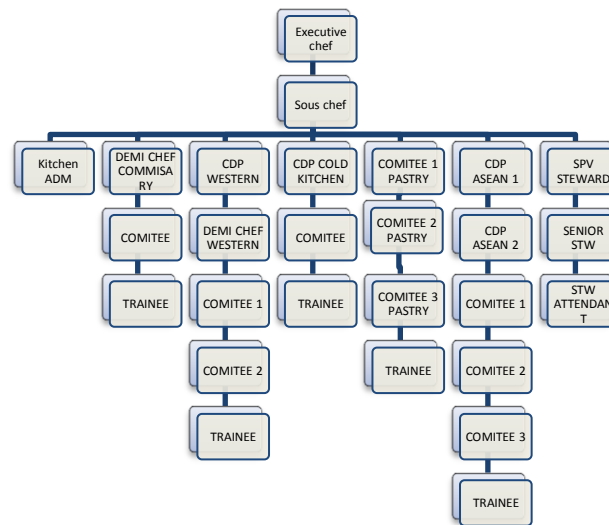 Executive
chef
Sous chef
Kitchen
ADM
DEMI CHEF
COMMISA
RY
CDP
WESTERN
CDP COLD
KITCHEN
COMITEE 1
PASTRY
CDP
ASEAN 1
SPV
STEWARD
COMITEE
DEMI CHEF
WESTERN
COMITEE
COMITEE 2
PASTRY
CDP
ASEAN 2
SENIOR
STW
TRAINEE
COMITEE 1
TRAINEE
COMITEE 3
PASTRY
COMITEE 1
STW
ATTENDAN
T
COMITEE 2
TRAINEE
COMITEE 2
TRAINEE
COMITEE 3
TRAINEE